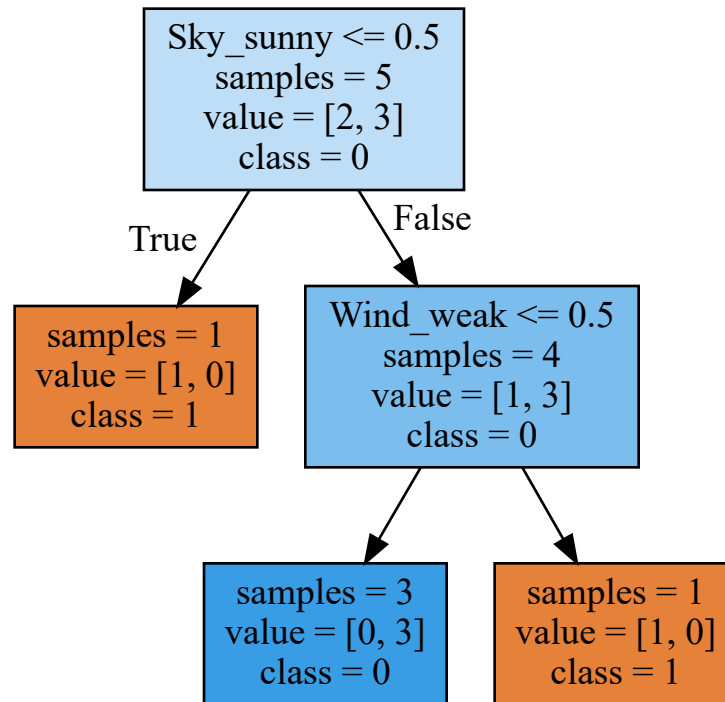 Sky_sunny <= 0.5
samples = 5
value = [2, 3]
class = 0
True
False
samples = 1
value = [1, 0]
class = 1
Wind_weak <= 0.5
samples = 4
value = [1, 3]
class = 0
samples = 3
value = [0, 3]
class = 0
samples = 1
value = [1, 0]
class = 1